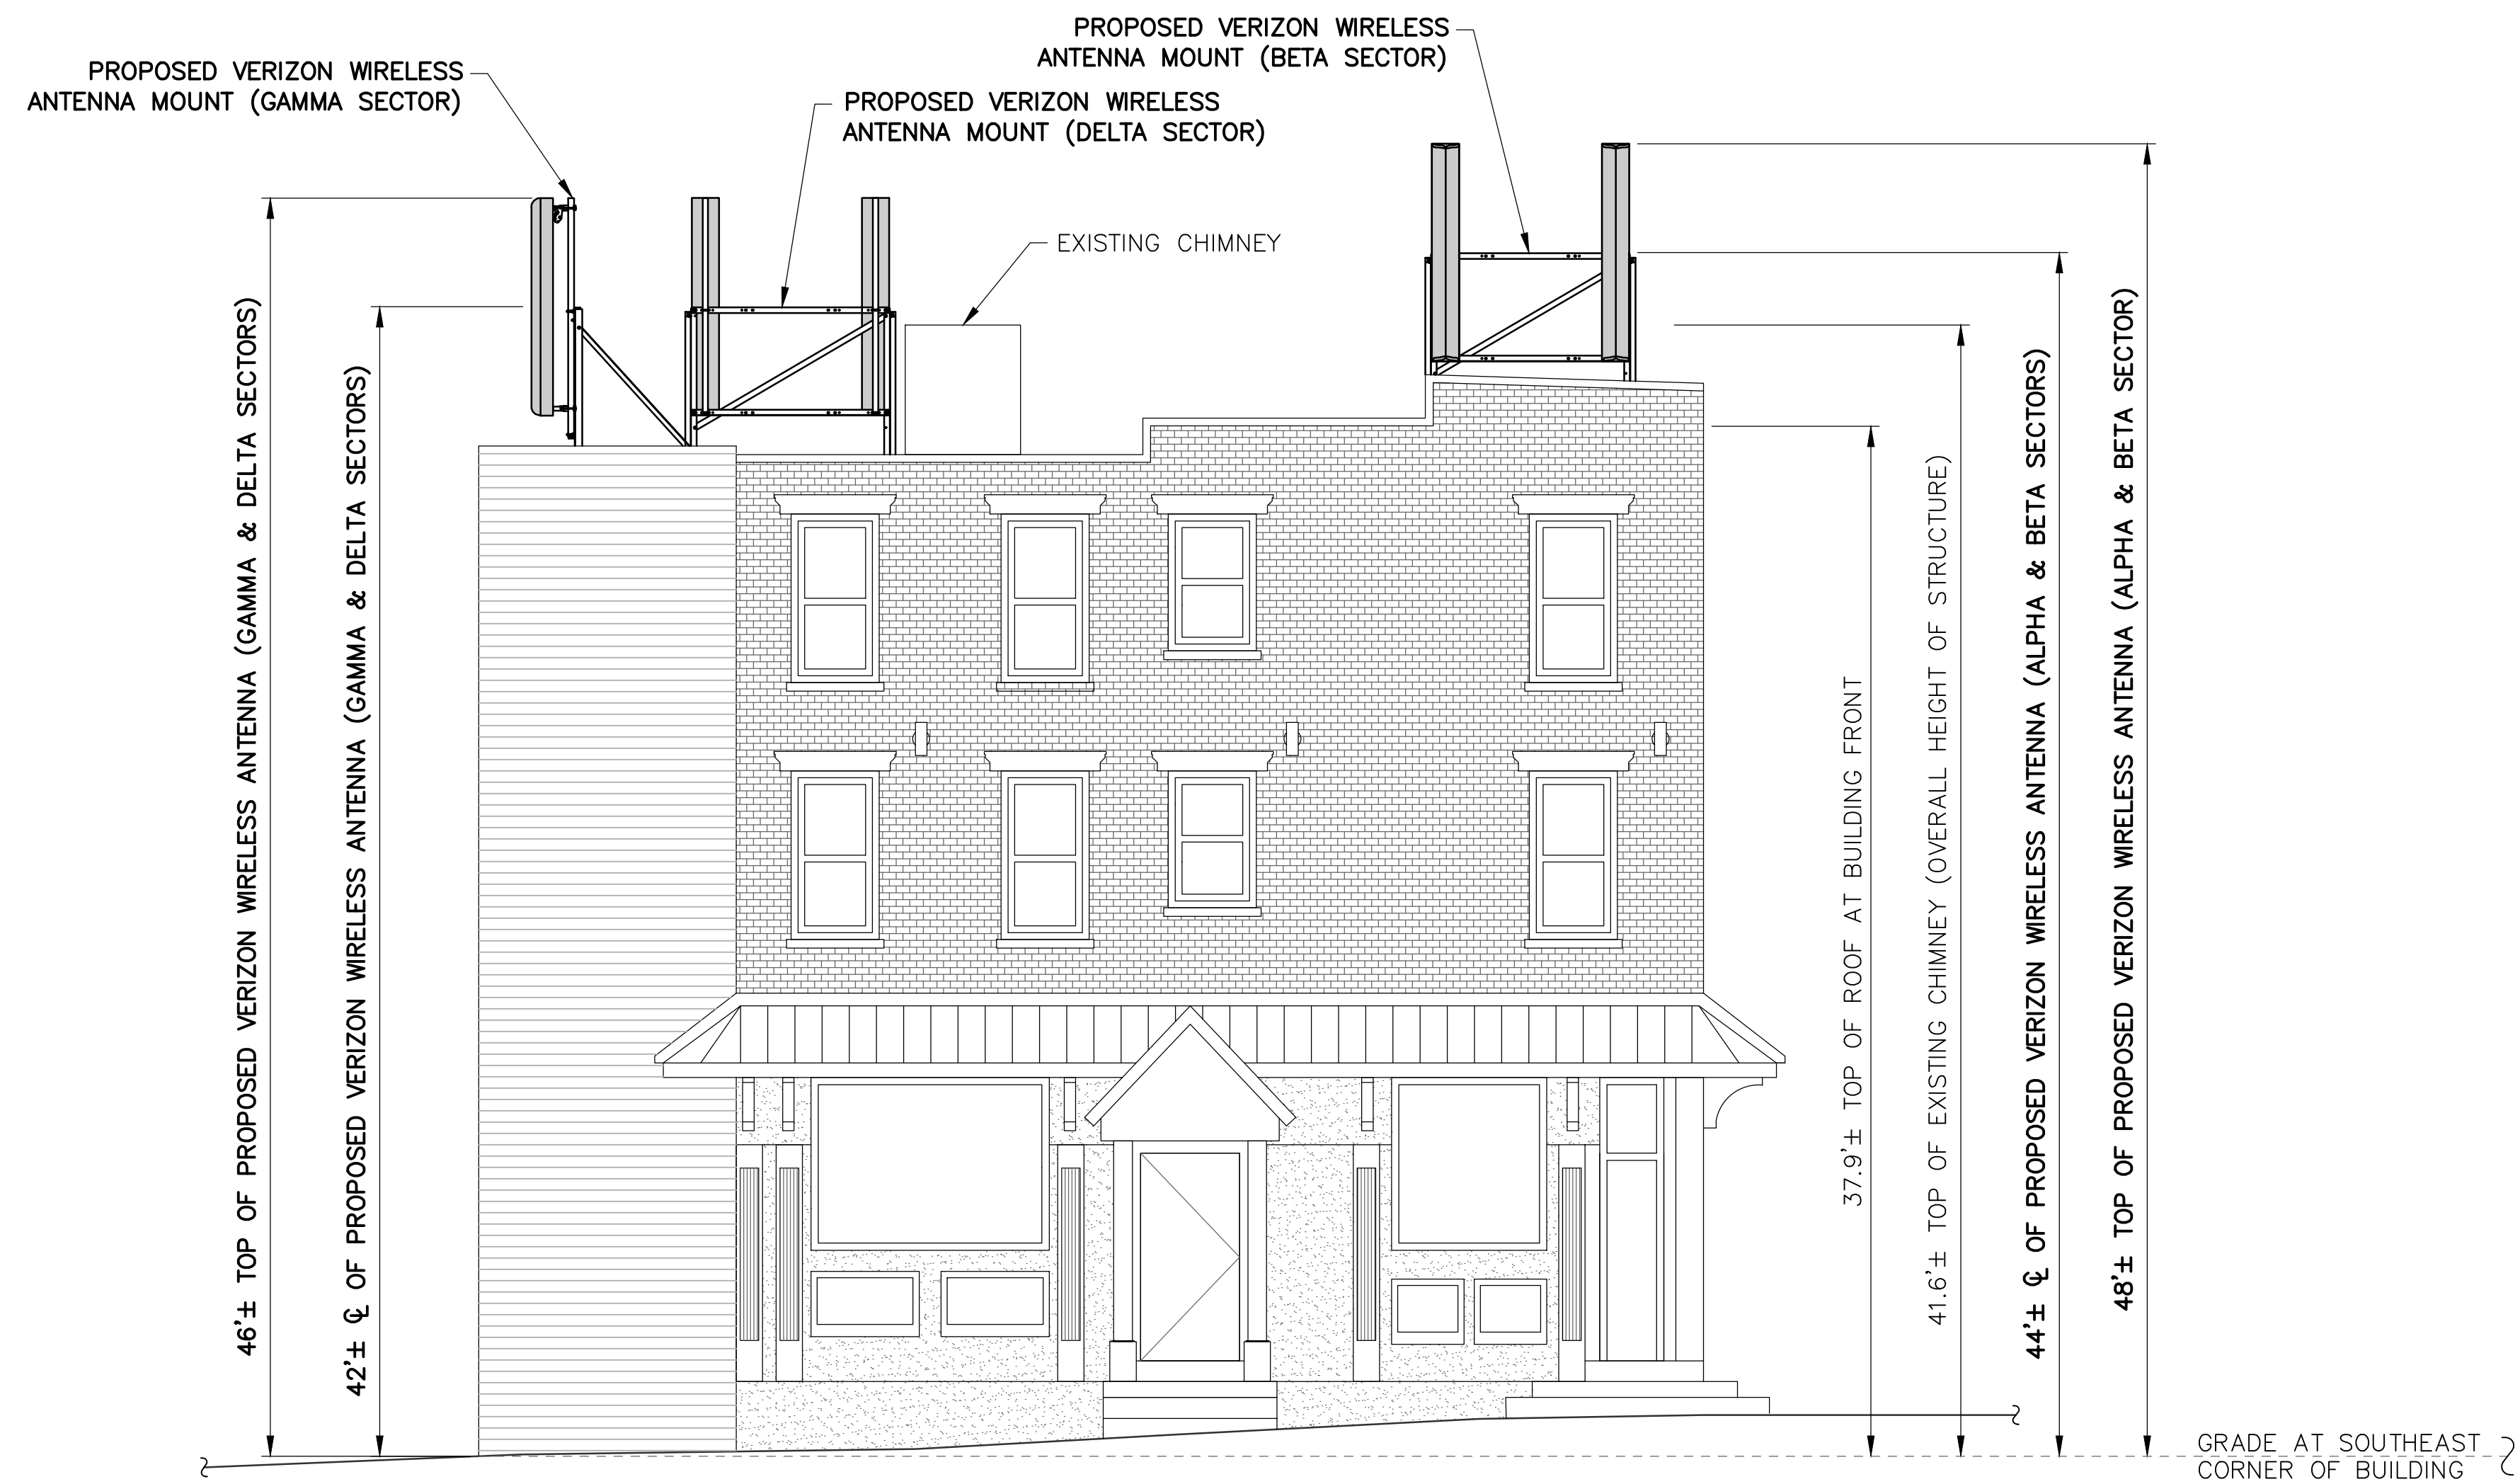 PROPOSED VERIZON WIRELESS
ANTENNA MOUNT (BETA SECTOR)
PROPOSED VERIZON WIRELESS
ANTENNA MOUNT (GAMMA SECTOR)
PROPOSED VERIZON WIRELESS
ANTENNA MOUNT (DELTA SECTOR)
EXISTING CHIMNEY
46'± TOP OF PROPOSED VERIZON WIRELESS ANTENNA (GAMMA & DELTA SECTORS)
42'± ℄ OF PROPOSED VERIZON WIRELESS ANTENNA (GAMMA & DELTA SECTORS)
37.9'± TOP OF ROOF AT BUILDING FRONT
41.6'± TOP OF EXISTING CHIMNEY (OVERALL HEIGHT OF STRUCTURE)
44'± ℄ OF PROPOSED VERIZON WIRELESS ANTENNA (ALPHA & BETA SECTORS)
48'± TOP OF PROPOSED VERIZON WIRELESS ANTENNA (ALPHA & BETA SECTOR)
GRADE AT SOUTHEAST
CORNER OF BUILDING